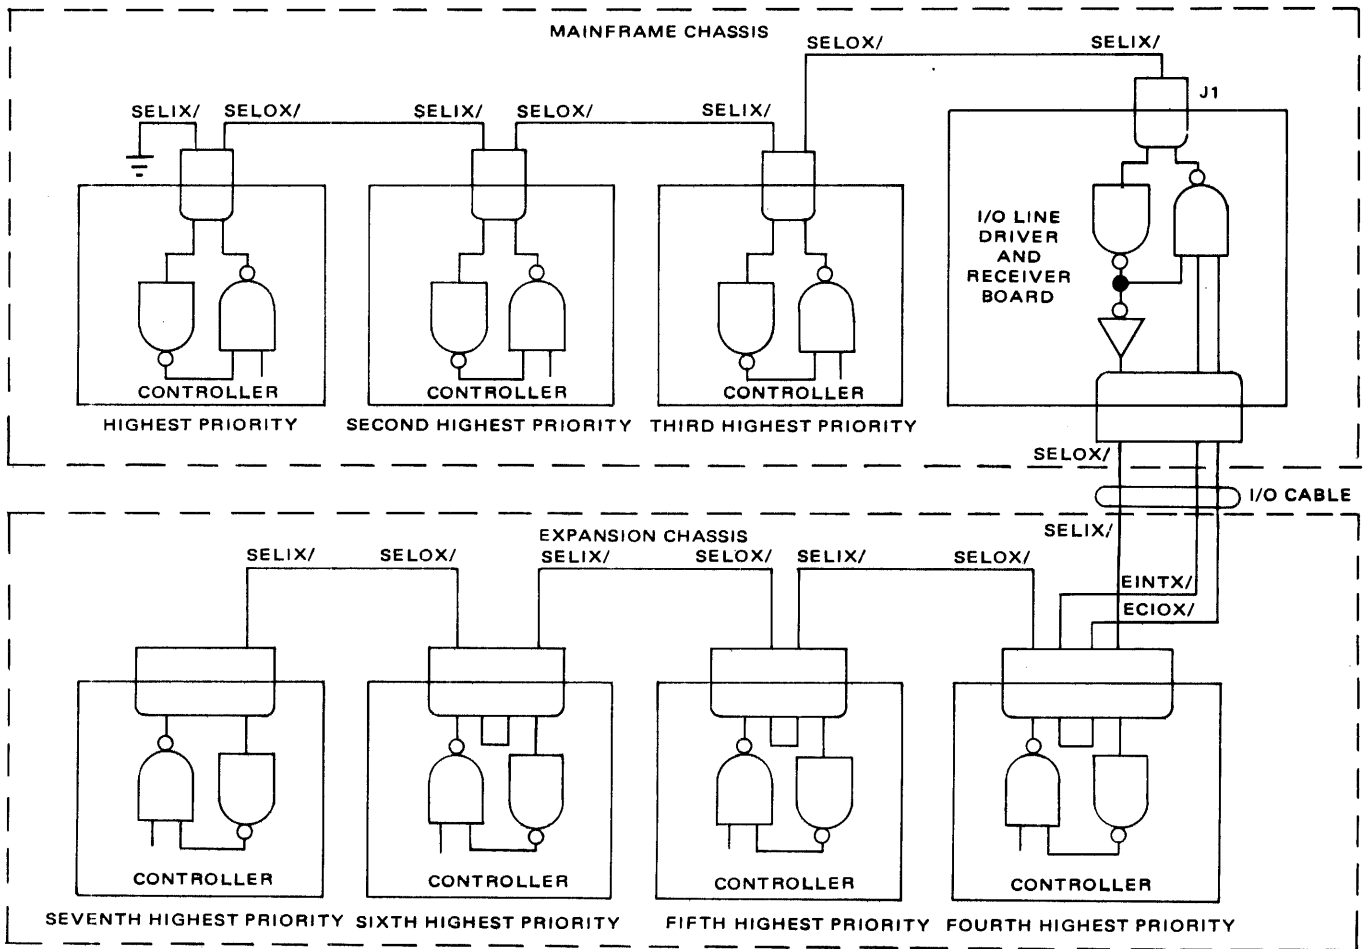 MAINFRAME CHASSIS
SELOX/ SELIX/
J1
SELIX/ SELOX/ SELIX/ SELOX/ SELIX/
I/O LINE
DRIVER
AND
RECEIVER
BOARD
CONTROLLER CONTROLLER CONTROLLER
HIGHEST PRIORITY SECOND HIGHEST PRIORITY THIRD HIGHEST PRIORITY
SELOX/
I/O CABLE
EXPANSION CHASSIS
SELIX/
SELIX/ SELOX/ SELIX/ SELOX/ SELIX/ SELOX/
EINTX/
ECIOX/
CONTROLLER CONTROLLER CONTROLLER CONTROLLER
SEVENTH HIGHEST PRIORITY SIXTH HIGHEST PRIORITY FIFTH HIGHEST PRIORITY FOURTH HIGHEST PRIORITY